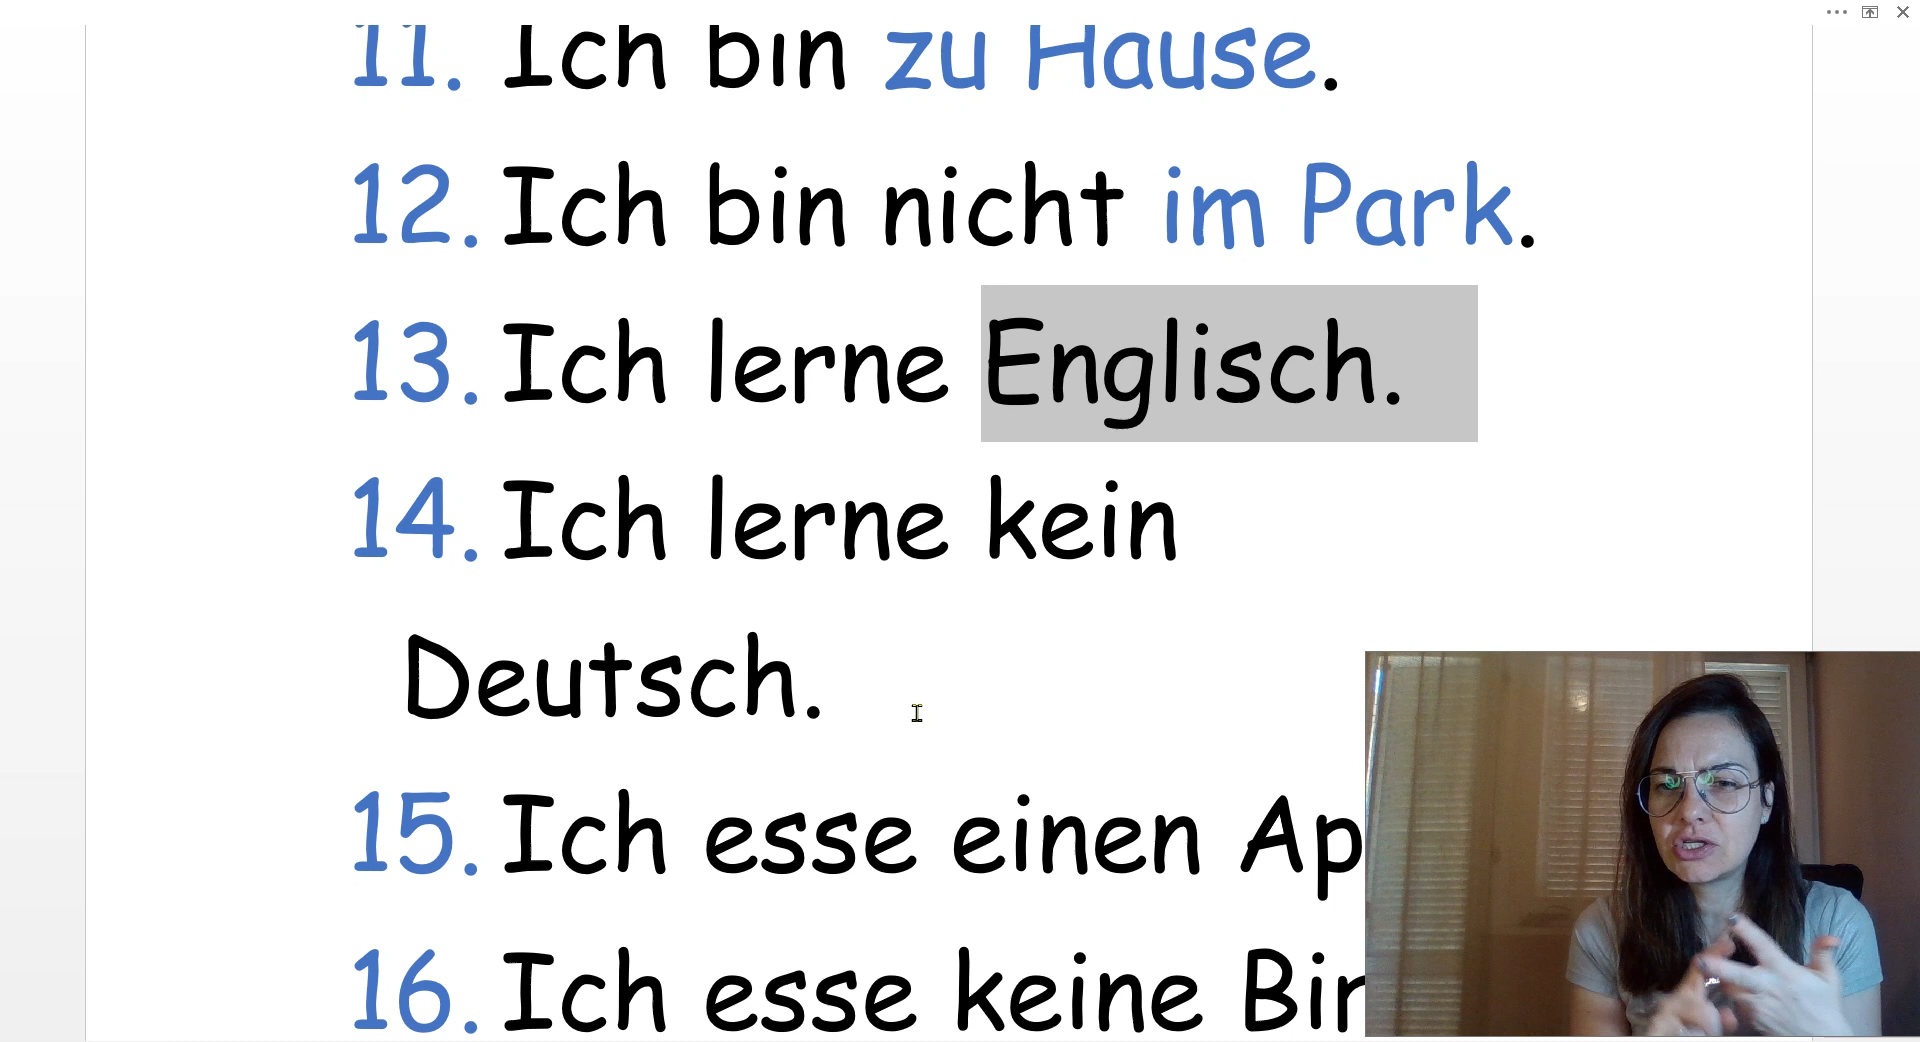 11. Ich bin zu Hause.
12. Ich bin nicht im Park.
13. Ich lerne Englisch.
14. Ich lerne kein
Deutsch.
15. Ich esse einen
16. Ich esse keine